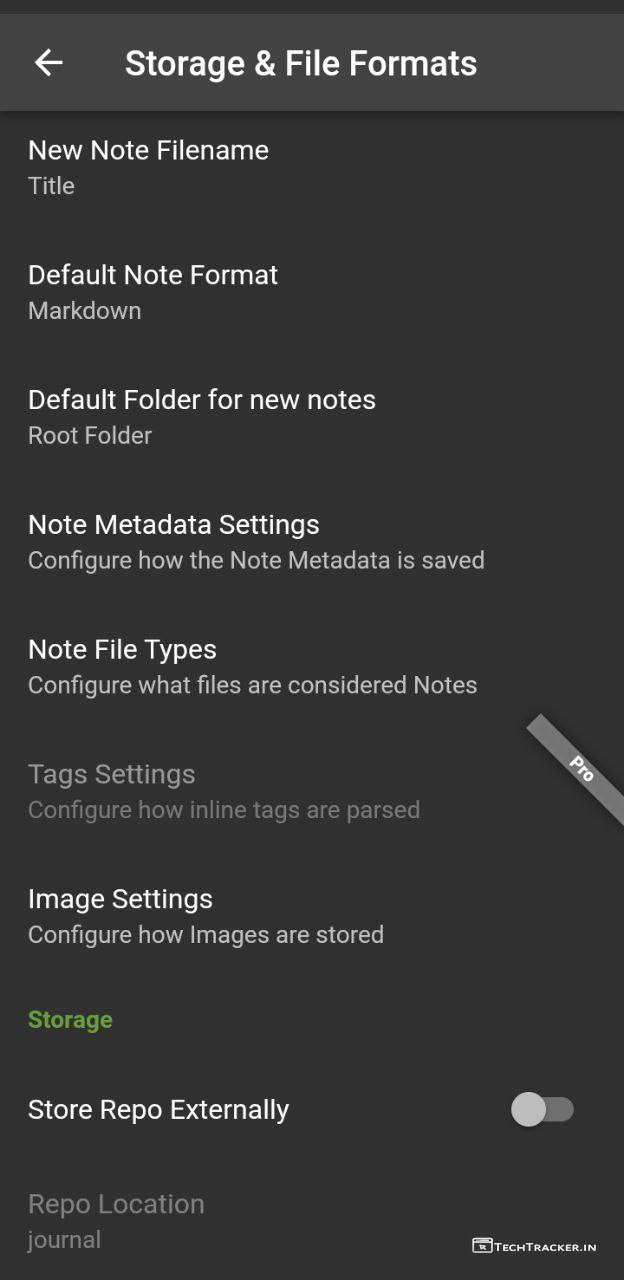 Storage & File Formats
New Note Filename
Title
Default Note Format
Markdown
Default Folder for new notes
Root Folder
Note Metadata Settings
Configure how the Note Metadata is saved
Note File Types
Configure what files are considered Notes
Pro
Tags Settings
Configure how inline tags are parsed
Image Settings
Configure how Images are stored
Storage
Store Repo Externally
Repo Location
journal
TECHTRACKER.IN